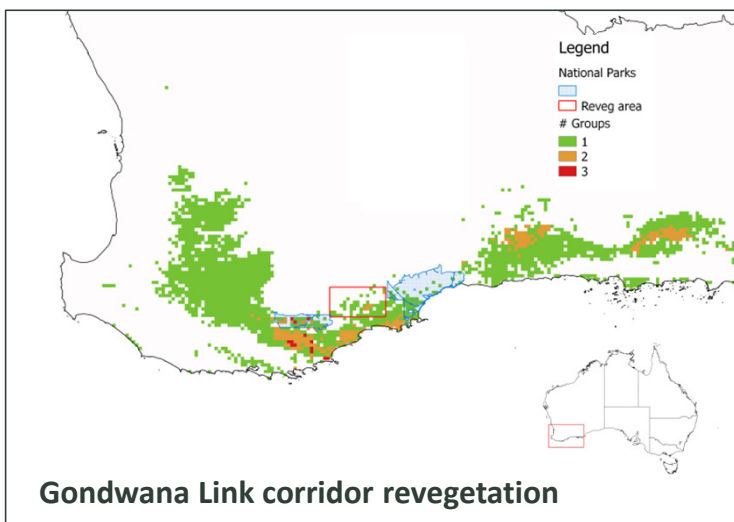 Legend
National Parks
Reveg area
# Groups
1
2
3
Gondwana Link corridor revegetation